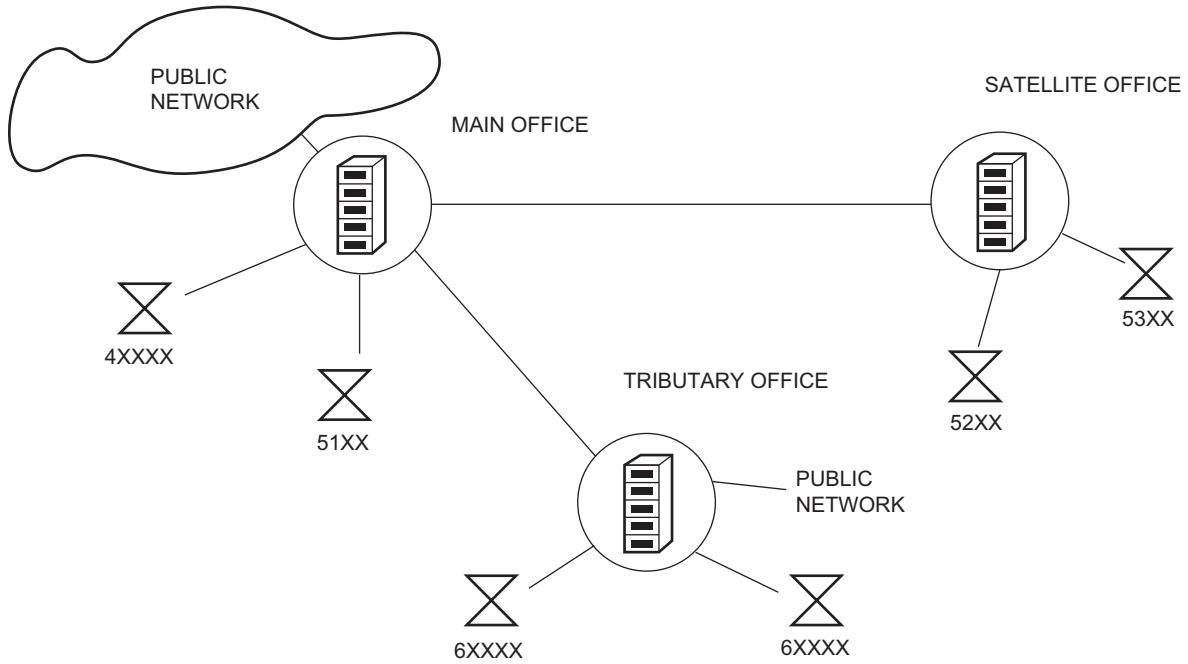 PUBLIC
NETWORK
SATELLITE OFFICE
MAIN OFFICE
4XXXX
51XX
53XX
52XX
TRIBUTARY OFFICE
PUBLIC
NETWORK
6XXXX
6XXXX